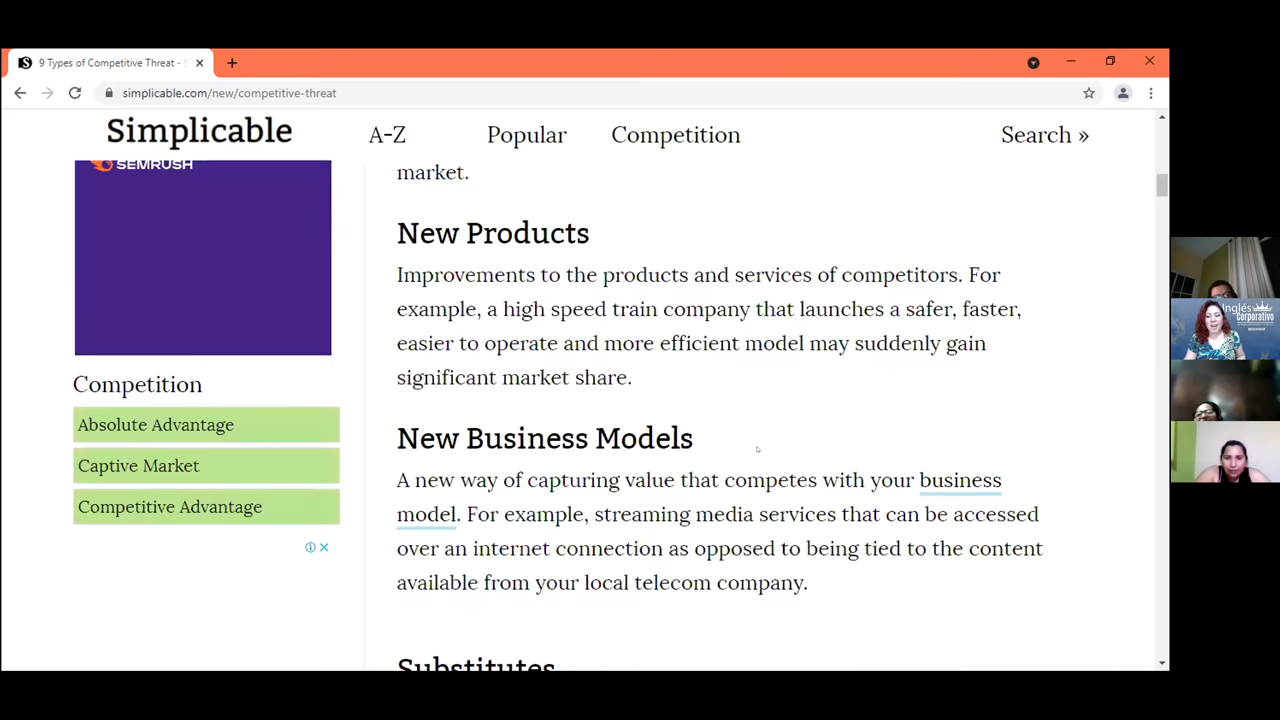 9 Types of Competitive Threat - S
simplicable.com/new/competitive-threat
Simplicable
A-Z
Popular
Competition
Search »
SEMRUSH
market.
New Products
Improvements to the products and services of competitors. For
example, a high speed train company that launches a safer, faster,
easier to operate and more efficient model may suddenly gain
significant market share.
Competition
Absolute Advantage
Captive Market
Competitive Advantage
New Business Models
A new way of capturing value that competes with your business
model. For example, streaming media services that can be accessed
over an internet connection as opposed to being tied to the content
available from your local telecom company.
Substitutes
Inglés
Corporativo